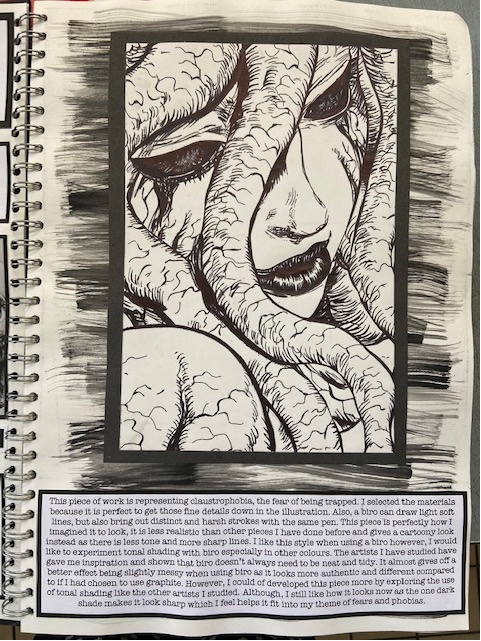 This piece of work is representing claustrophobia, the fear of being trapped. I selected the materials
because it is perfect to get those fine details down in the illustration. Also, a biro can draw light soft
lines, but also bring out distinct and harsh strokes with the same pen. This piece is perfectly how I
imagined it to look, it is less realistic than other pieces I have done before and gives a cartoony look
instead as there is less tone and more sharp lines. I like this style when using a biro however, I would
like to experiment tonal shading with biro especially in other colours. The artists I have studied have
gave me inspiration and shown that biro doesn't always need to be neat and tidy. It almost gives off a
better effect being slightly messy when using biro as it looks more authentic and different compared
to if I had chosen to use graphite. However, I could of developed this piece more by exploring the use
of tonal shading like the other artists I studied. Although, I still like how it looks now as the one dark
shade makes it look sharp which I feel helps it fit into my theme of fears and phobias.